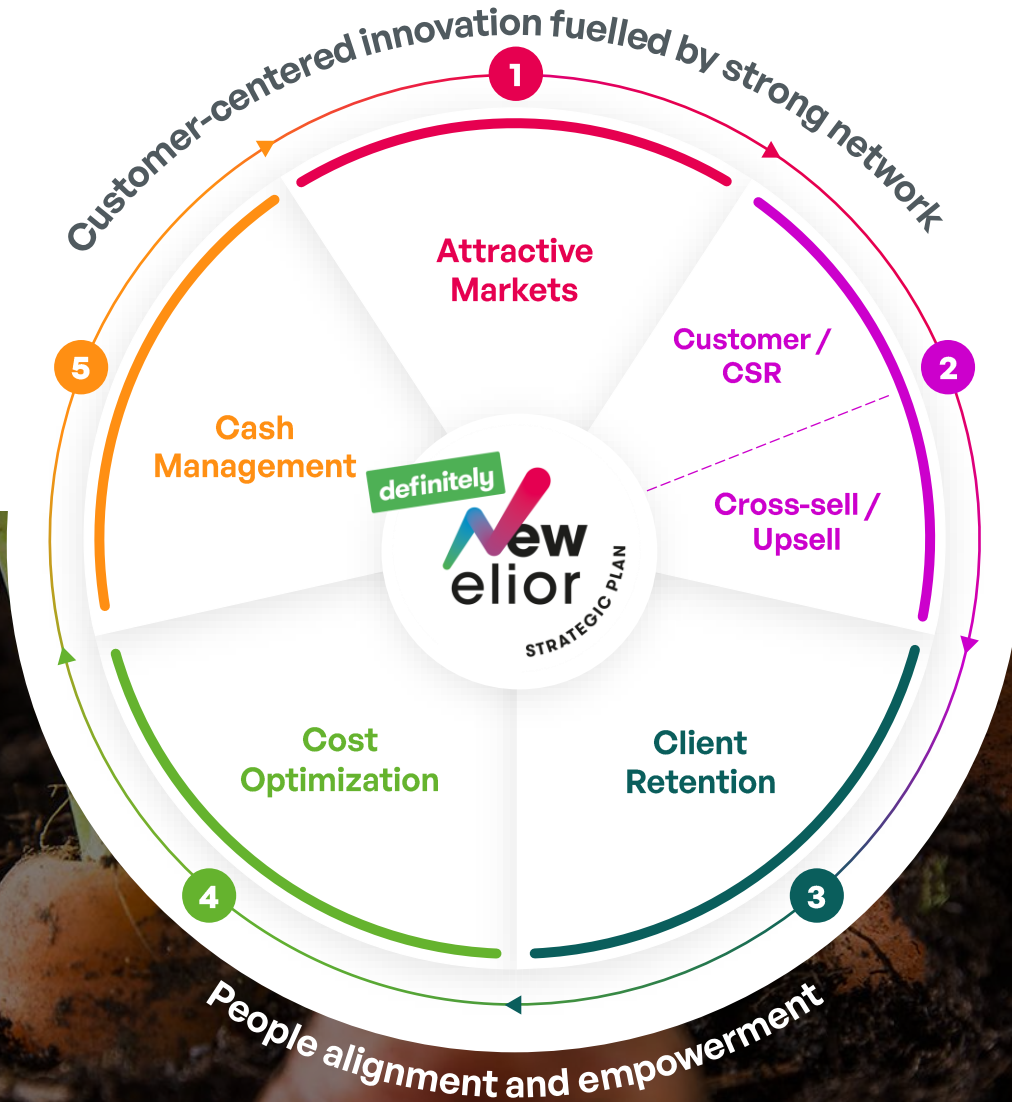 Customer-centered innovation fuelled by strong network
1
Attractive
Markets
2
Customer /
CSR
Cross-sell /
Upsell
3
Client
Retention
4
Cost
Optimization
5
Cash
Management
definitely
New
elior
STRATEGIC PLAN
People alignment and empowerment